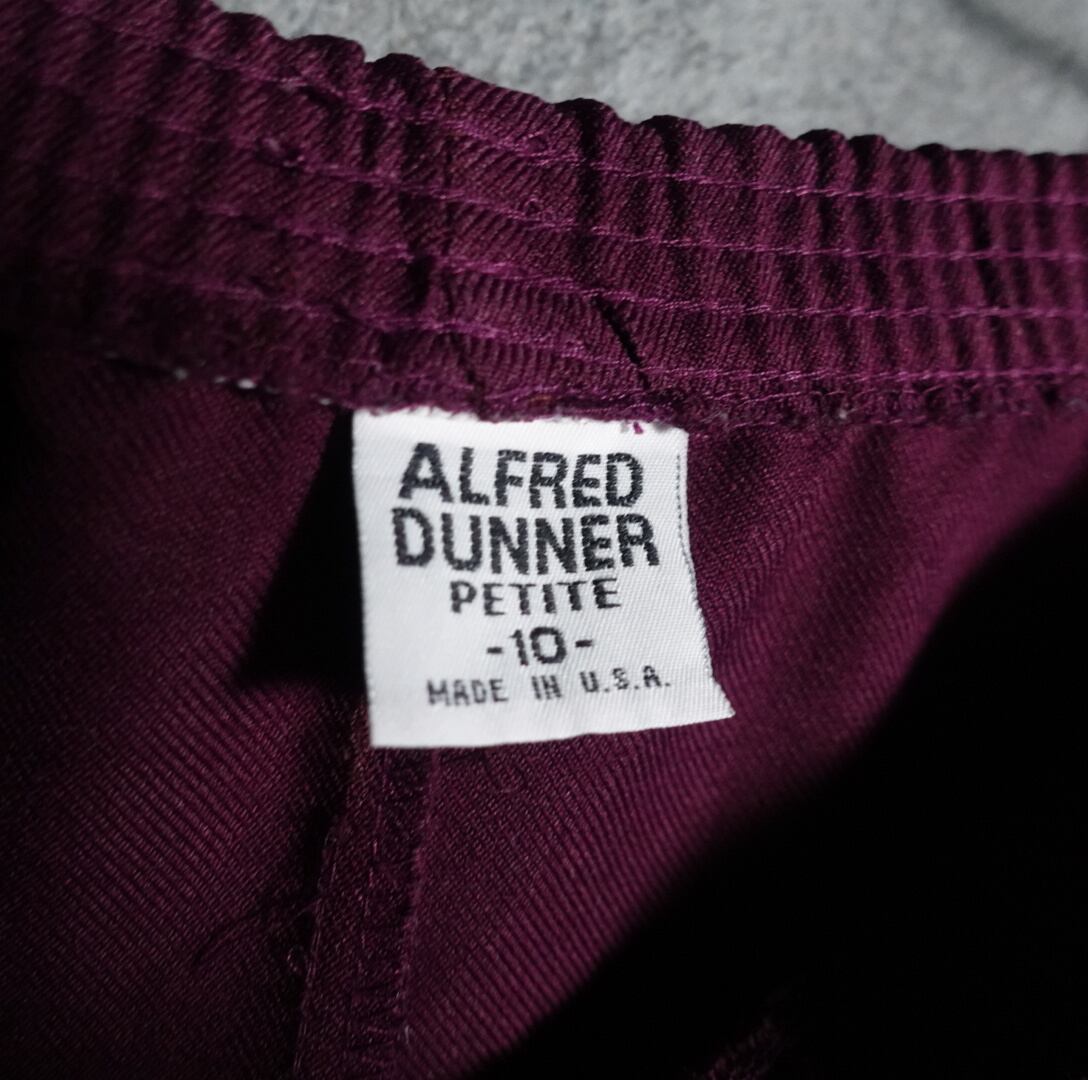 ALFRED
DUNNER
PETITE
-10-
MADE IN U.S.A.